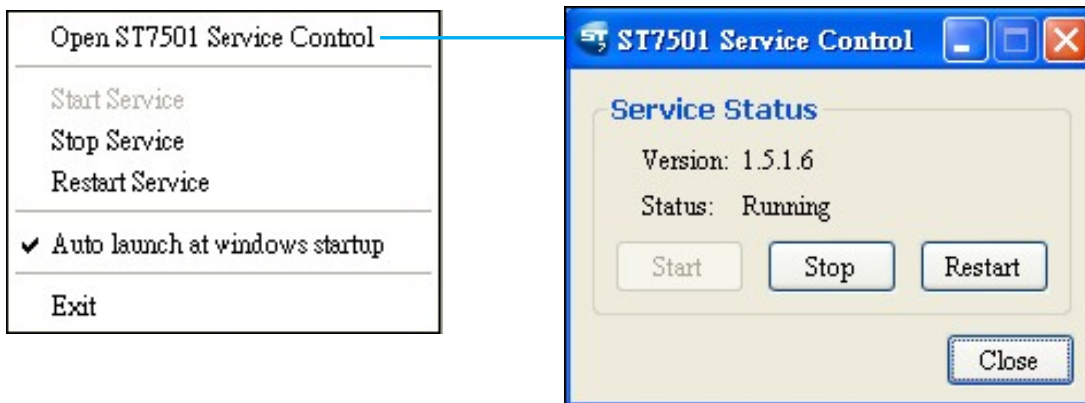 Open ST7501 Service Control
Start Service
Stop Service
Restart Service
Auto launch at windows startup
Exit
ST7501 Service Control
Service Status
Version: 1.5.1.6
Status: Running
Start Stop Restart
Close